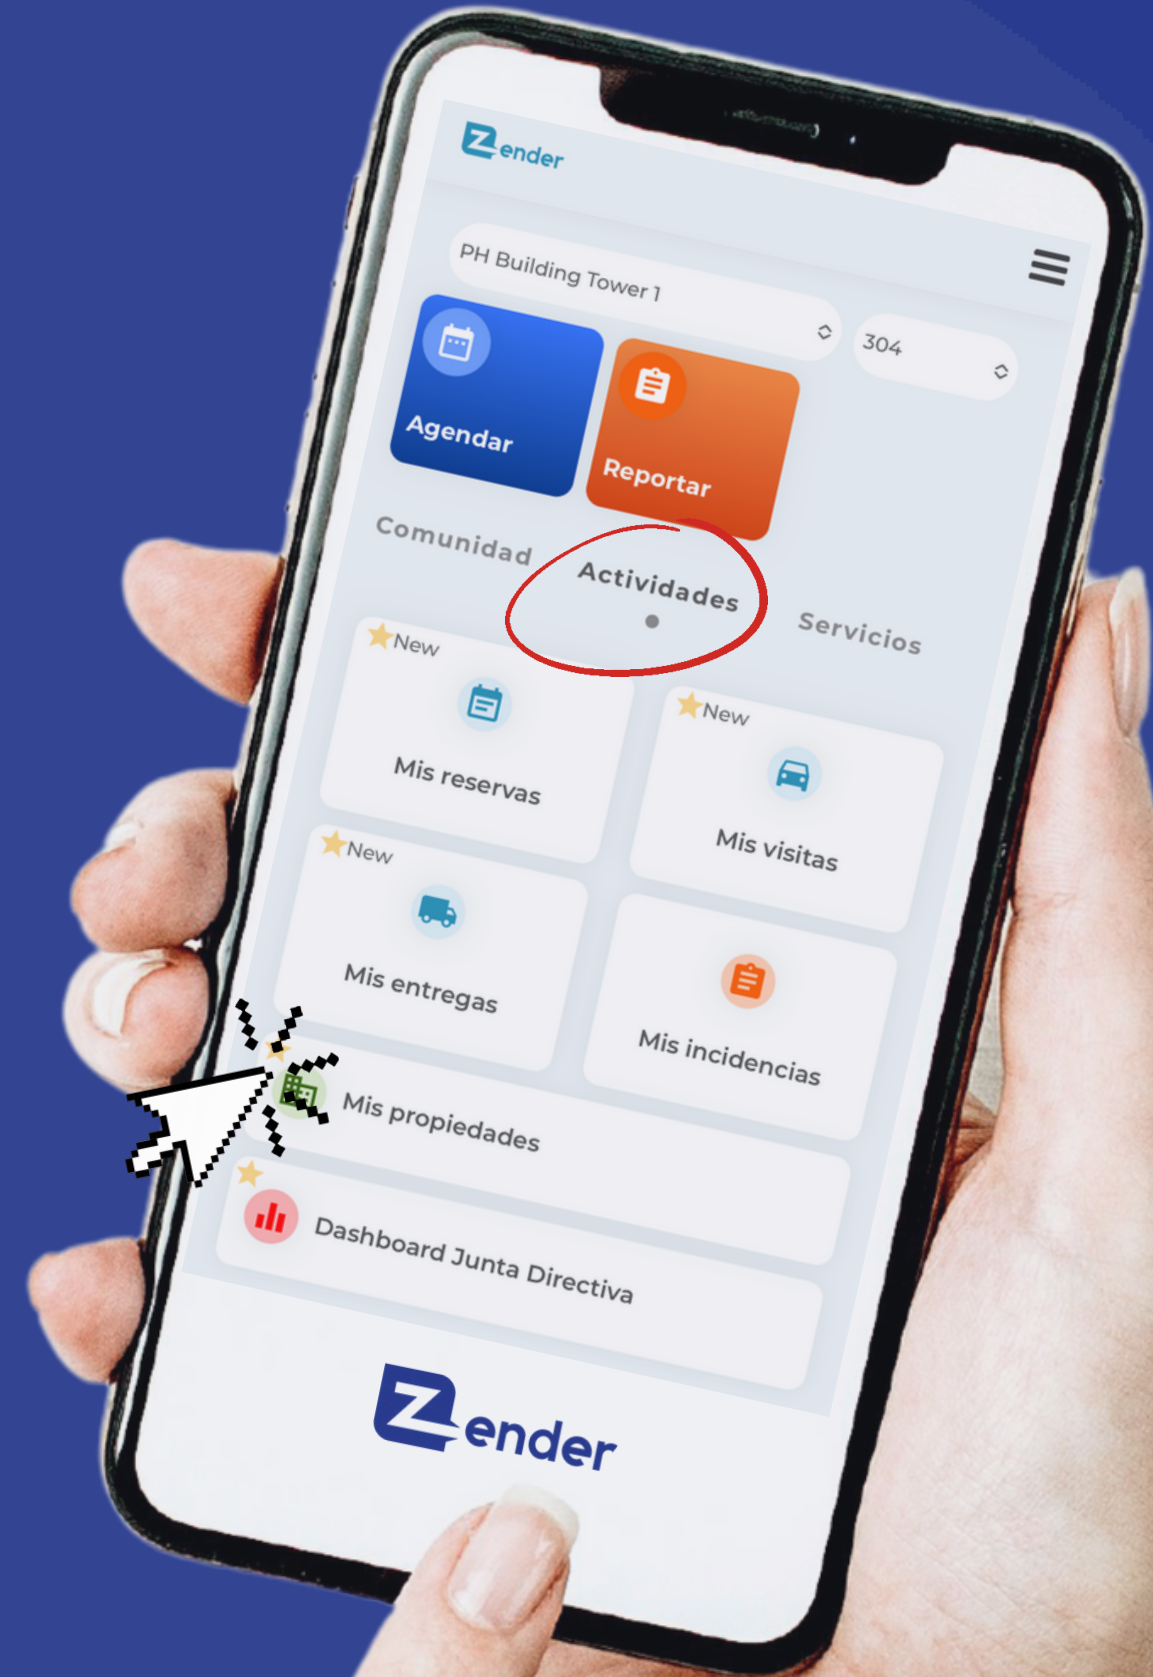 Zender
PH Building Tower 1
304
Agendar
Reportar
Comunidad
Actividades
Servicios
New
Mis reservas
New
Mis visitas
New
Mis entregas
Mis incidencias
Mis propiedades
Dashboard Junta Directiva
Zender